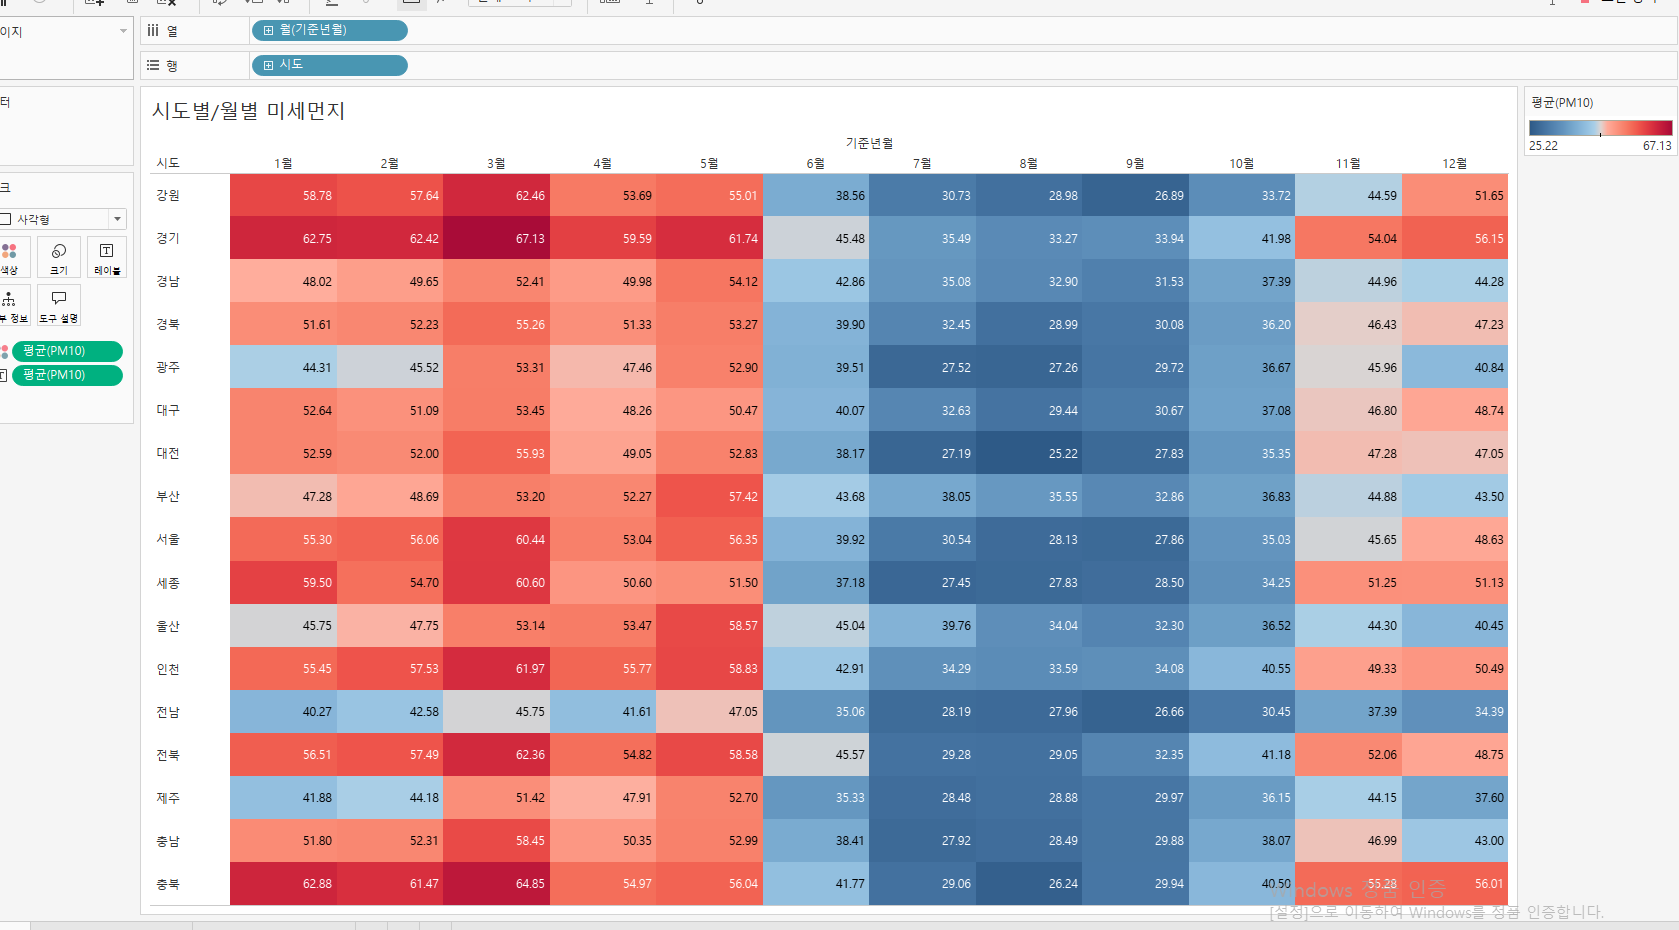 이지
열
월(기준년월)
행
시도
터
시도별/월별 미세먼지
평균(PM10)
25.22 67.13
기준년월
시도 1월 2월 3월 4월 5월 6월 7월 8월 9월 10월 11월 12월
크
사각형
색상 크기 레이블
부 정보 도구 설명
평균(PM10)
평균(PM10)
강원 58.78 57.64 62.46 53.69 55.01 38.56 30.73 28.98 26.89 33.72 44.59 51.65
경기 62.75 62.42 67.13 59.59 61.74 45.48 35.49 33.27 33.94 41.98 54.04 56.15
경남 48.02 49.65 52.41 49.98 54.12 42.86 35.08 32.90 31.53 37.39 44.96 44.28
경북 51.61 52.23 55.26 51.33 53.27 39.90 32.45 28.99 30.08 36.20 46.43 47.23
광주 44.31 45.52 53.31 47.46 52.90 39.51 27.52 27.26 29.72 36.67 45.96 40.84
대구 52.64 51.09 53.45 48.26 50.47 40.07 32.63 29.44 30.67 37.08 46.80 48.74
대전 52.59 52.00 55.93 49.05 52.83 38.17 27.19 25.22 27.83 35.35 47.28 47.05
부산 47.28 48.69 53.20 52.27 57.42 43.68 38.05 35.55 32.86 36.83 44.88 43.50
서울 55.30 56.06 60.44 53.04 56.35 39.92 30.54 28.13 27.86 35.03 45.65 48.63
세종 59.50 54.70 60.60 50.60 51.50 37.18 27.45 27.83 28.50 34.25 51.25 51.13
울산 45.75 47.75 53.14 53.47 58.57 45.04 39.76 34.04 32.30 36.52 44.30 40.45
인천 55.45 57.53 61.97 55.77 58.83 42.91 34.29 33.59 34.08 40.55 49.33 50.49
전남 40.27 42.58 45.75 41.61 47.05 35.06 28.19 27.96 26.66 30.45 37.39 34.39
전북 56.51 57.49 62.36 54.82 58.58 45.57 29.28 29.05 32.35 41.18 52.06 48.75
제주 41.88 44.18 51.42 47.91 52.70 35.33 28.48 28.88 29.97 36.15 44.15 37.60
충남 51.80 52.31 58.45 50.35 52.99 38.41 27.92 28.49 29.88 38.07 46.99 43.00
충북 62.88 61.47 64.85 54.97 56.04 41.77 29.06 26.24 29.94 40.50 55.28 56.01
Windows 정품 인증
[설정]으로 이동하여 Windows를 정품 인증합니다.